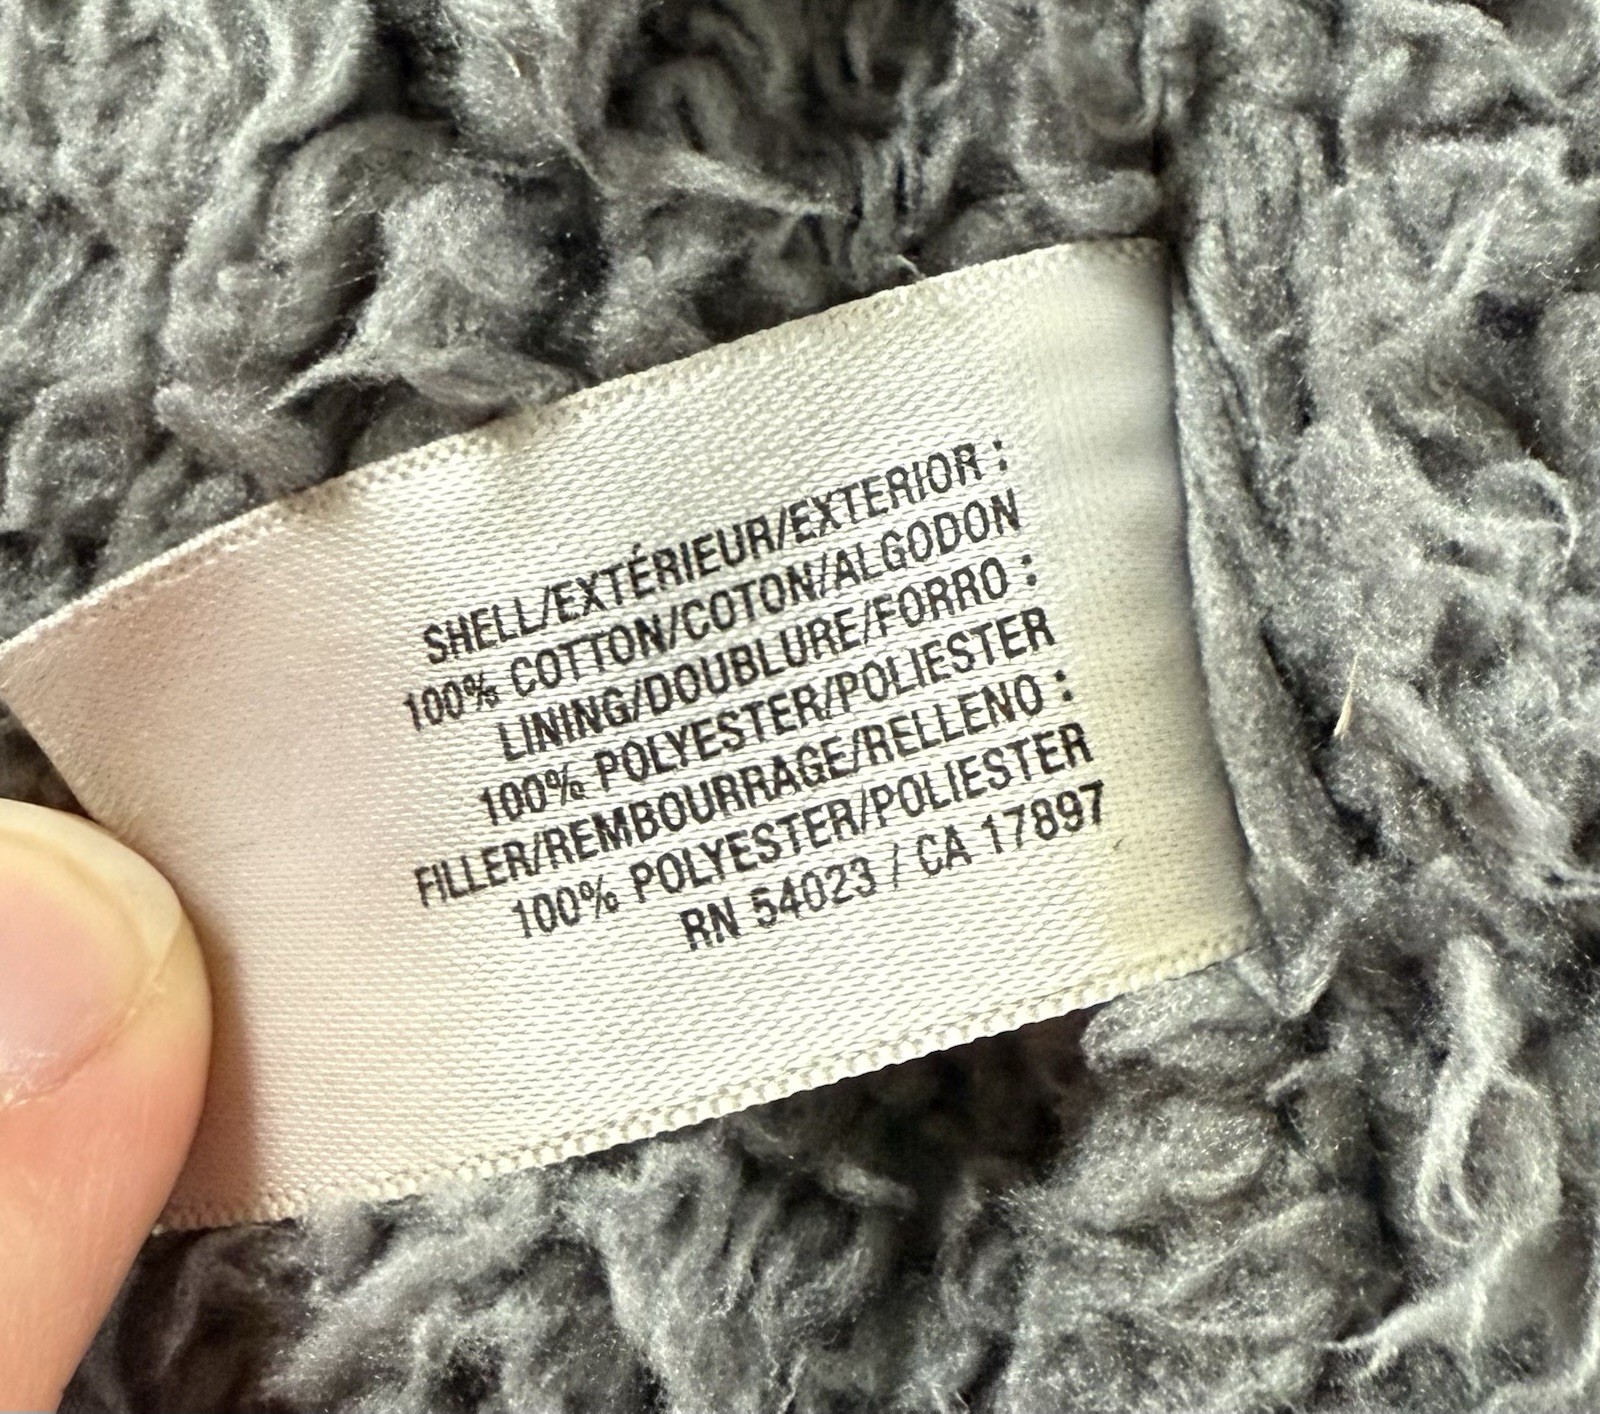 SHELL/EXTÉRIEUR/EXTERIOR :
100% COTTON/COTON/ALGODON
LINING/DOUBLURE/FORRO :
100% POLYESTER/POLIESTER
FILLER/REMBOURRAGE/RELLENO :
100% POLYESTER/POLIESTER
RN 54023 / CA 17897